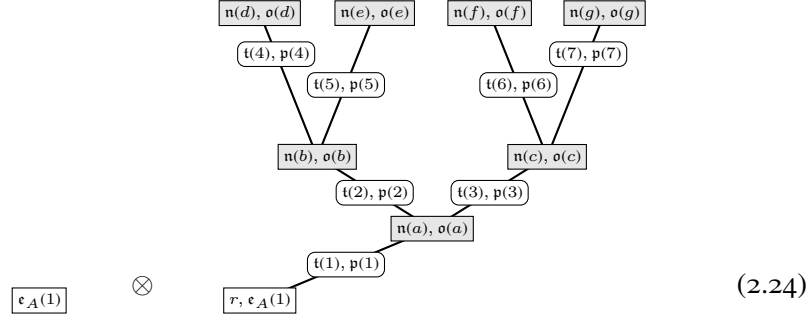 𝔫(d), 𝔬(d) 𝔫(e), 𝔬(e) 𝔫(f), 𝔬(f) 𝔫(g), 𝔬(g)
𝔱(4), 𝔭(4) 𝔱(7), 𝔭(7)
𝔱(5), 𝔭(5) 𝔱(6), 𝔭(6)
𝔫(b), 𝔬(b) 𝔫(c), 𝔬(c)
𝔱(2), 𝔭(2) 𝔱(3), 𝔭(3)
𝔫(a), 𝔬(a)
𝔱(1), 𝔭(1)
𝔢_A(1) ⊗ r, 𝔢_A(1) (2.24)